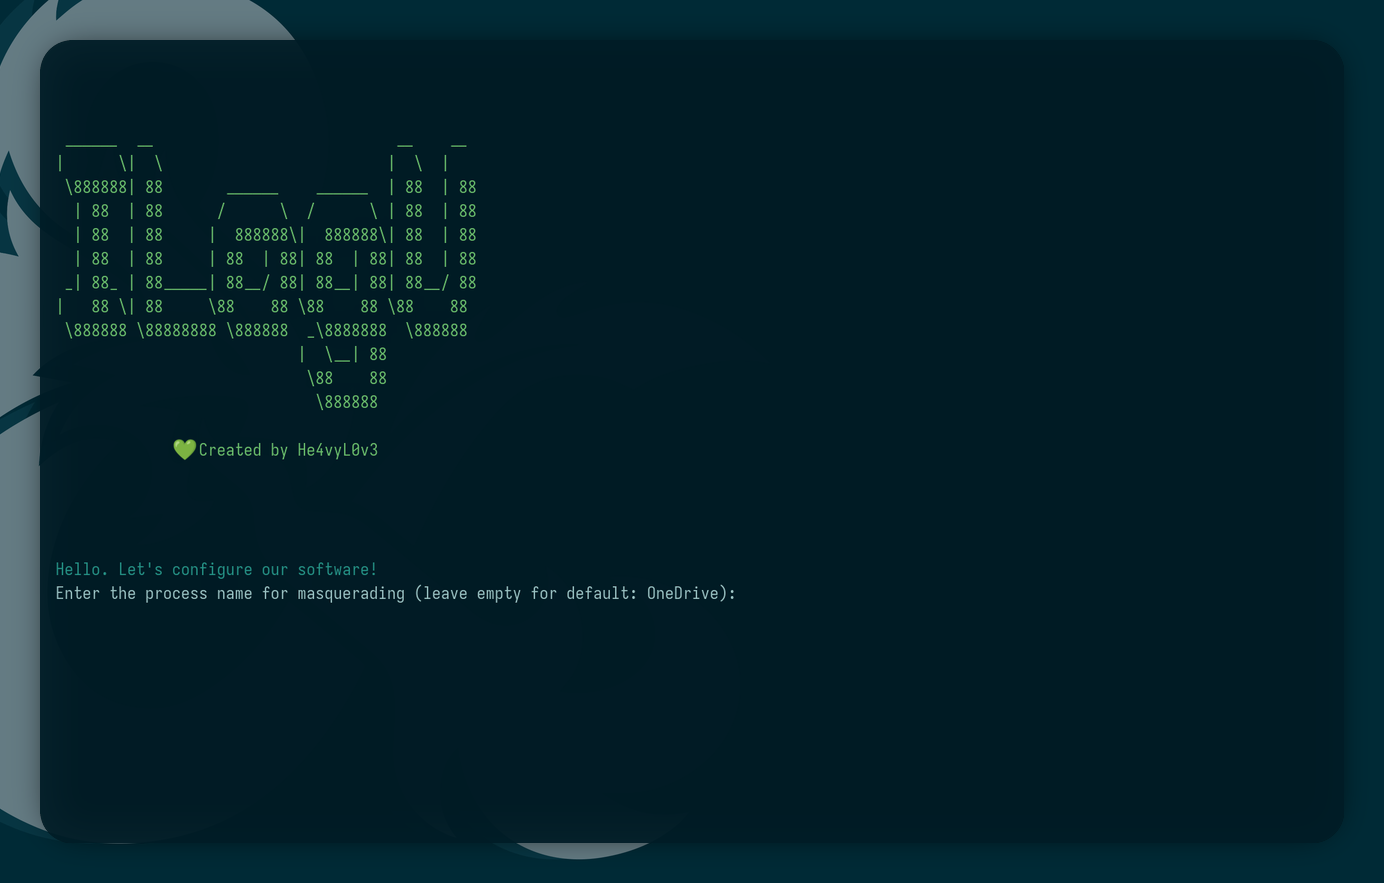 ______  __                           __    __
|      \|  \                         |  \  |
 \888888| 88       ______    ______  | 88  | 88
  | 88  | 88      /      \  /      \ | 88  | 88
  | 88  | 88     |  888888\|  888888\| 88  | 88
  | 88  | 88     | 88  | 88| 88  | 88| 88  | 88
 _| 88_ | 88_____| 88__/ 88| 88__| 88| 88__/ 88
|   88 \| 88     \88    88 \88    88 \88    88
 \888888 \88888888 \888888  _\8888888  \888888
                           |  \__| 88
                            \88    88
                             \888888
💚Created by He4vyL0v3
Hello. Let's configure our software!
Enter the process name for masquerading (leave empty for default: OneDrive):